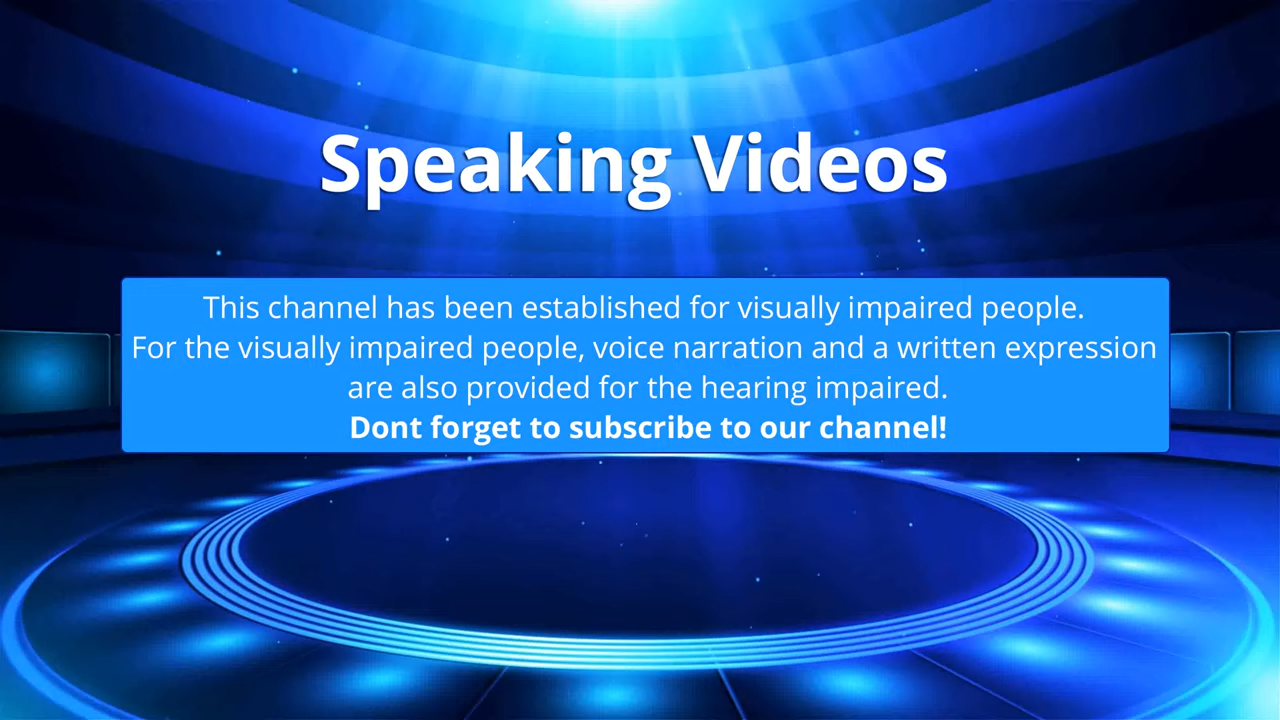 Speaking Videos
This channel has been established for visually impaired people.
For the visually impaired people, voice narration and a written expression
are also provided for the hearing impaired.
Dont forget to subscribe to our channel!